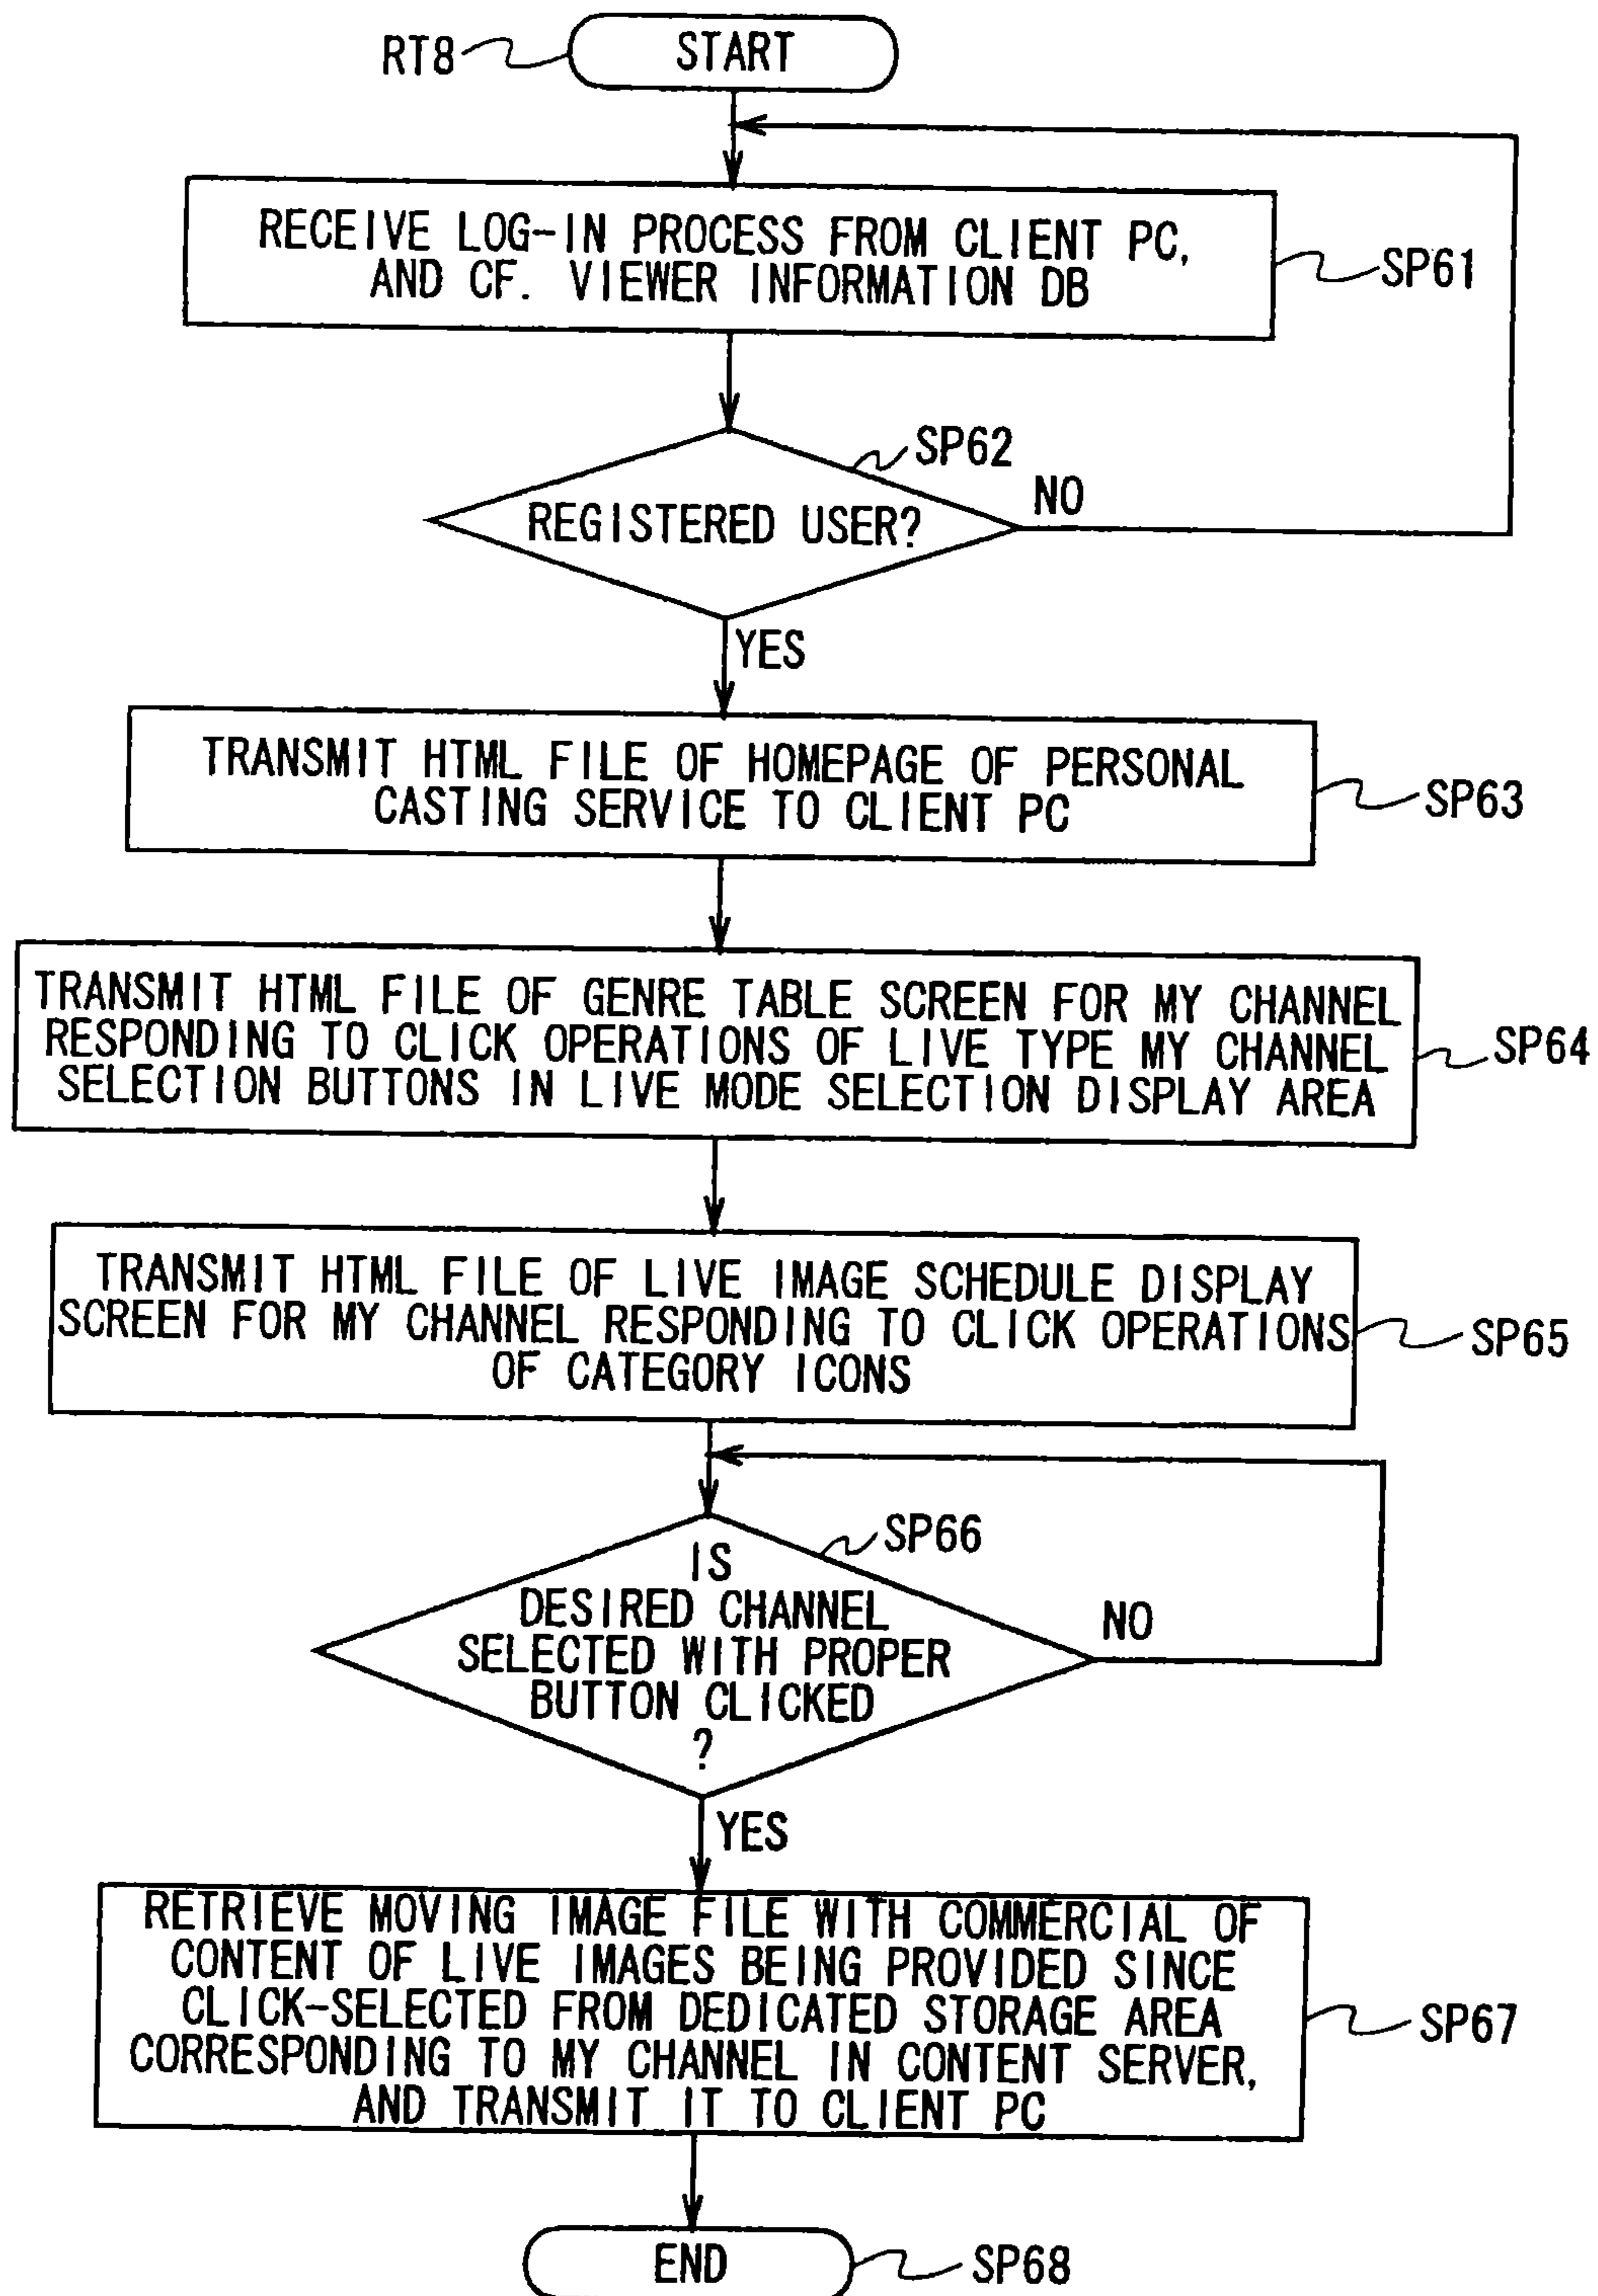 RT8
START
RECEIVE LOG-IN PROCESS FROM CLIENT PC,
AND CF. VIEWER INFORMATION DB
SP61
SP62
REGISTERED USER?
NO
YES
TRANSMIT HTML FILE OF HOMEPAGE OF PERSONAL
CASTING SERVICE TO CLIENT PC
SP63
TRANSMIT HTML FILE OF GENRE TABLE SCREEN FOR MY CHANNEL
RESPONDING TO CLICK OPERATIONS OF LIVE TYPE MY CHANNEL
SELECTION BUTTONS IN LIVE MODE SELECTION DISPLAY AREA
SP64
TRANSMIT HTML FILE OF LIVE IMAGE SCHEDULE DISPLAY
SCREEN FOR MY CHANNEL RESPONDING TO CLICK OPERATIONS
OF CATEGORY ICONS
SP65
SP66
IS
DESIRED CHANNEL
SELECTED WITH PROPER
BUTTON CLICKED
?
NO
YES
RETRIEVE MOVING IMAGE FILE WITH COMMERCIAL OF
CONTENT OF LIVE IMAGES BEING PROVIDED SINCE
CLICK-SELECTED FROM DEDICATED STORAGE AREA
CORRESPONDING TO MY CHANNEL IN CONTENT SERVER,
AND TRANSMIT IT TO CLIENT PC
SP67
END
SP68